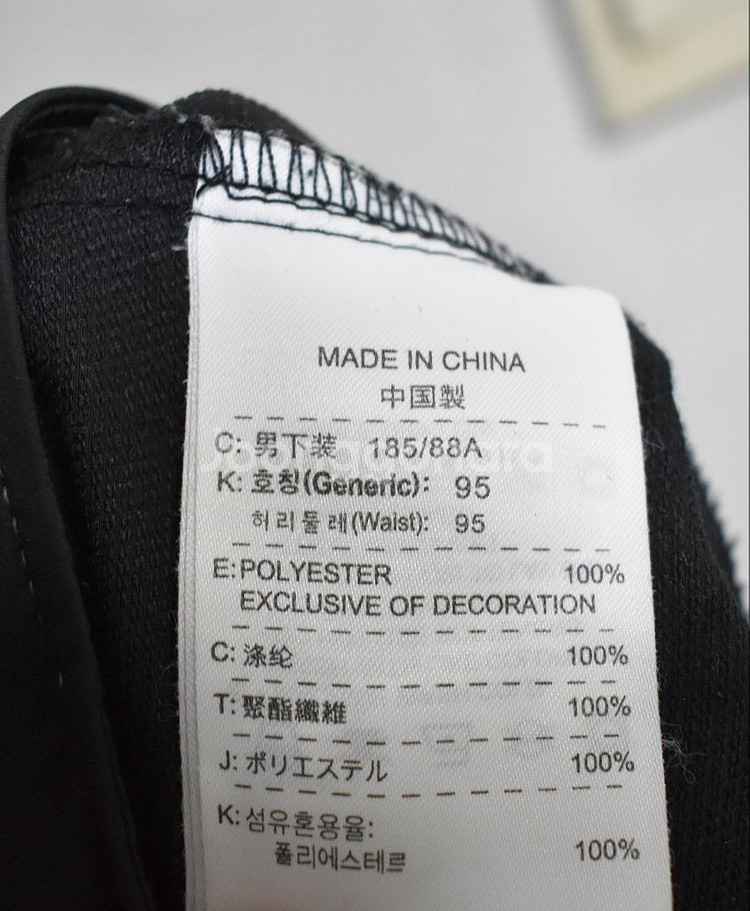 MADE IN CHINA
中国製
C: 男下装 185/88A
K: 호칭(Generic): 95
허리둘레(Waist): 95
E:POLYESTER 100%
EXCLUSIVE OF DECORATION
C: 涤纶 100%
T: 聚酯纖維 100%
J: ポリエステル 100%
K: 섬유혼용율:
폴리에스테르 100%